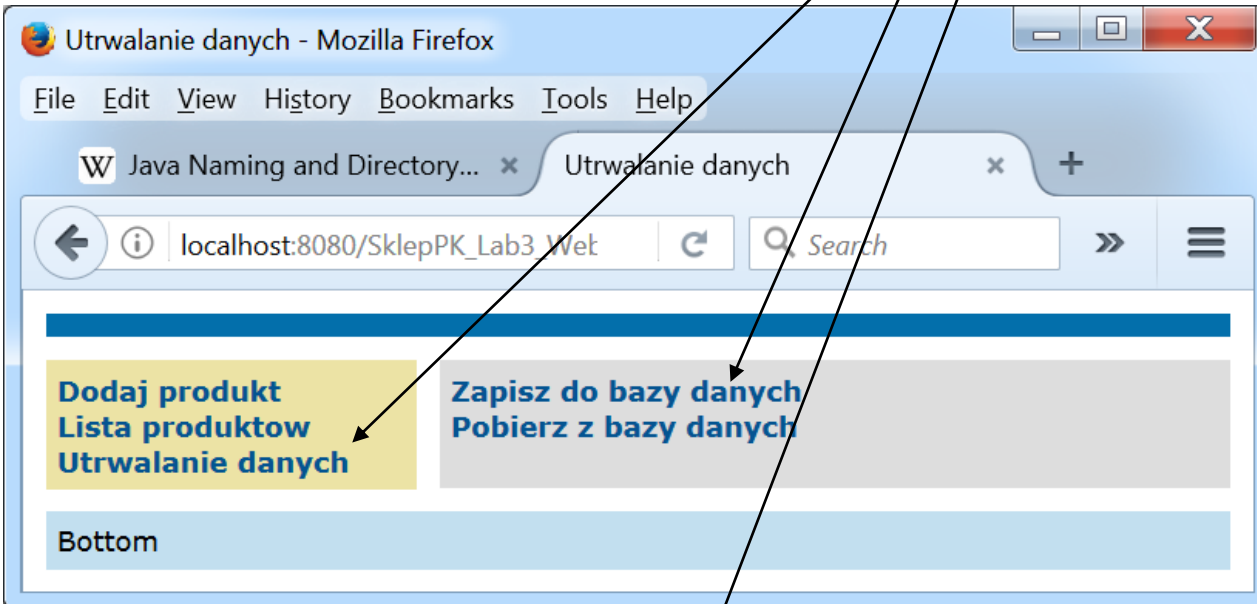 Utrwalanie danych - Mozilla Firefox
File Edit View History Bookmarks Tools Help
W Java Naming and Directory... × Utrwalanie danych × +
localhost:8080/SklepPK_Lab3_Web Search
Dodaj produkt
Lista produktow
Utrwalanie danych
Zapisz do bazy danych
Pobierz z bazy danych
Bottom